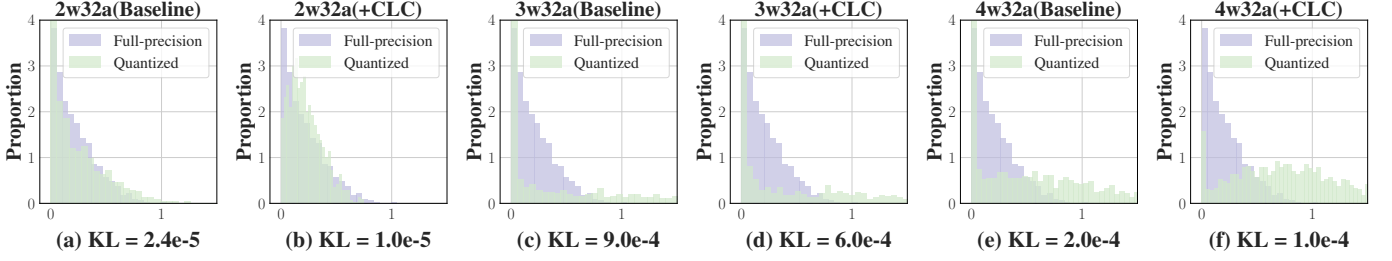 2w32a(Baseline)
Proportion
4
3
2
1
0
Full-precision
Quantized
0
1
(a) KL = 2.4e-5
2w32a(+CLC)
4
3
2
1
0
Full-precision
Quantized
0
1
(b) KL = 1.0e-5
3w32a(Baseline)
Proportion
4
3
2
1
0
Full-precision
Quantized
0
1
(c) KL = 9.0e-4
3w32a(+CLC)
Proportion
4
3
2
1
0
Full-precision
Quantized
0
1
(d) KL = 6.0e-4
4w32a(Baseline)
Proportion
4
3
2
1
0
Full-precision
Quantized
0
1
(e) KL = 2.0e-4
4w32a(+CLC)
Proportion
4
3
2
1
0
Full-precision
Quantized
0
1
(f) KL = 1.0e-4